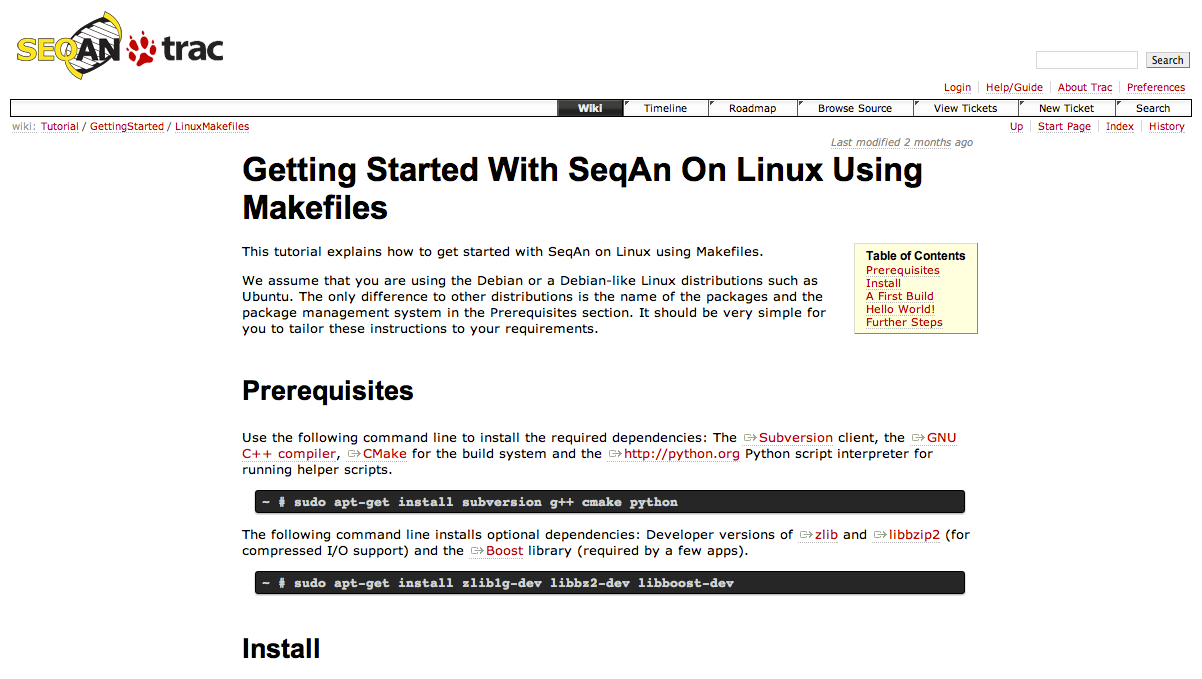 SEQAN trac
Search
Login Help/Guide About Trac Preferences
Wiki Timeline Roadmap Browse Source View Tickets New Ticket Search
wiki: Tutorial / GettingStarted / LinuxMakefiles
Up Start Page Index History
Last modified 2 months ago
Getting Started With SeqAn On Linux Using
Makefiles
This tutorial explains how to get started with SeqAn on Linux using Makefiles.
We assume that you are using the Debian or a Debian-like Linux distributions such as
Ubuntu. The only difference to other distributions is the name of the packages and the
package management system in the Prerequisites section. It should be very simple for
you to tailor these instructions to your requirements.
Table of Contents
Prerequisites
Install
A First Build
Hello World!
Further Steps
Prerequisites
Use the following command line to install the required dependencies: The Subversion client, the GNU
C++ compiler, CMake for the build system and the http://python.org Python script interpreter for
running helper scripts.
~ # sudo apt-get install subversion g++ cmake python
The following command line installs optional dependencies: Developer versions of zlib and libbzip2 (for
compressed I/O support) and the Boost library (required by a few apps).
~ # sudo apt-get install zlib1g-dev libbz2-dev libboost-dev
Install